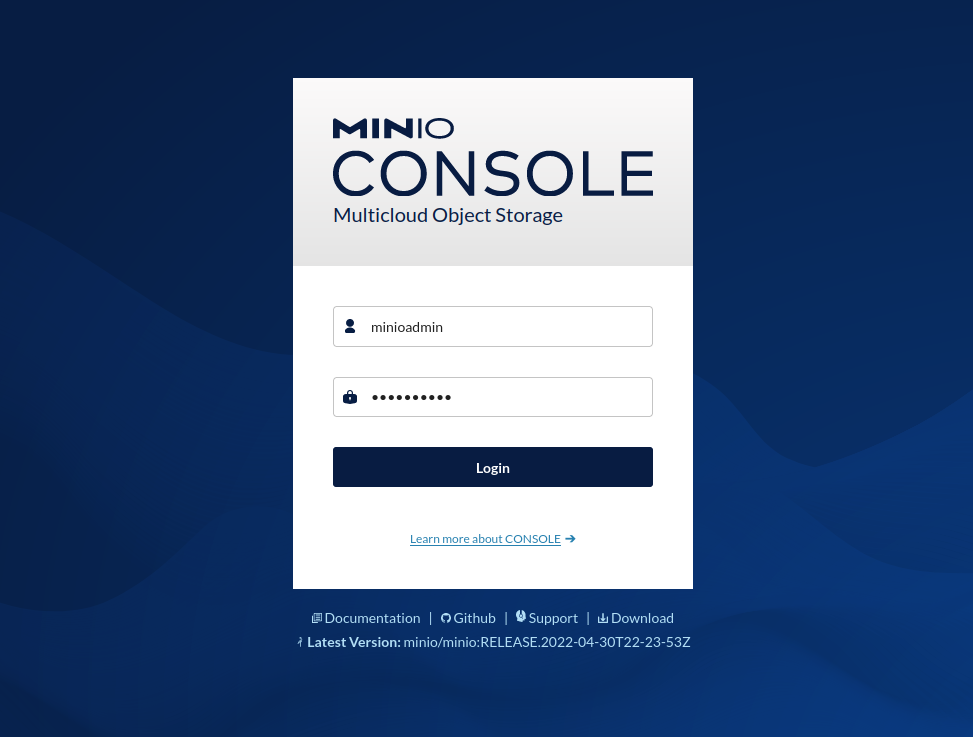 MINIO
CONSOLE
Multicloud Object Storage
minioadmin
••••••••••
Login
Learn more about CONSOLE ➔
Documentation | Github | Support | Download
Latest Version: minio/minio:RELEASE.2022-04-30T22-23-53Z